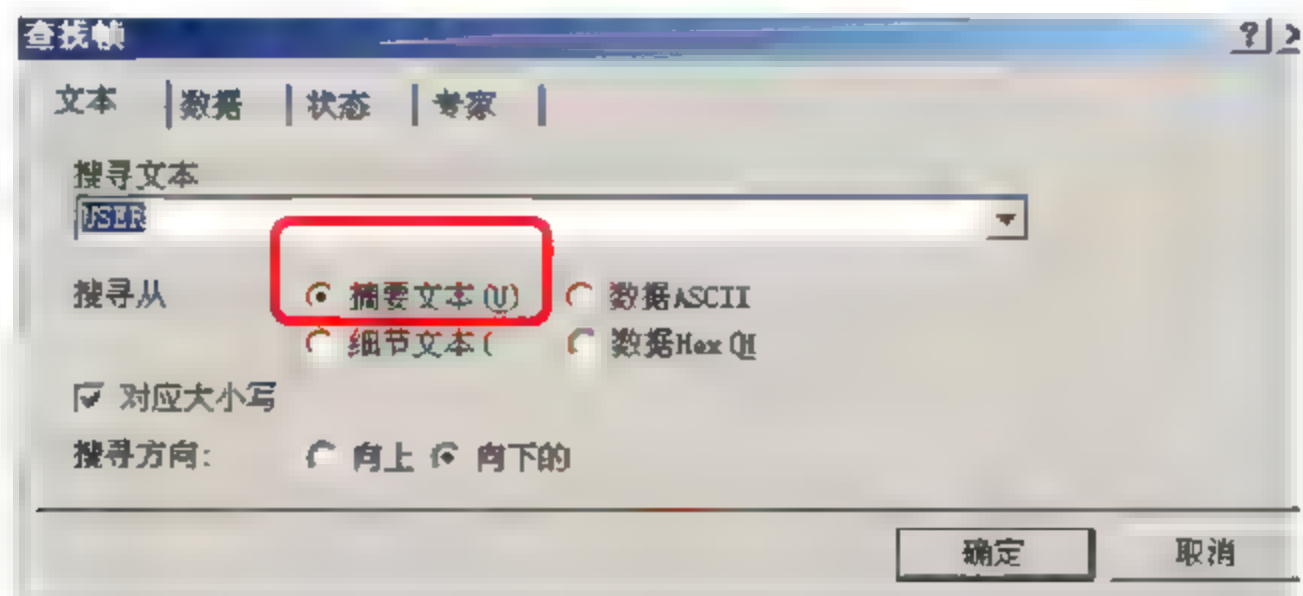 查找帧
文本 数据 状态 专家
搜寻文本
USER
搜寻从 摘要文本(U) 数据ASCII
细节文本( 数据Hex(H
对应大小写
搜寻方向: 向上 向下的
确定 取消